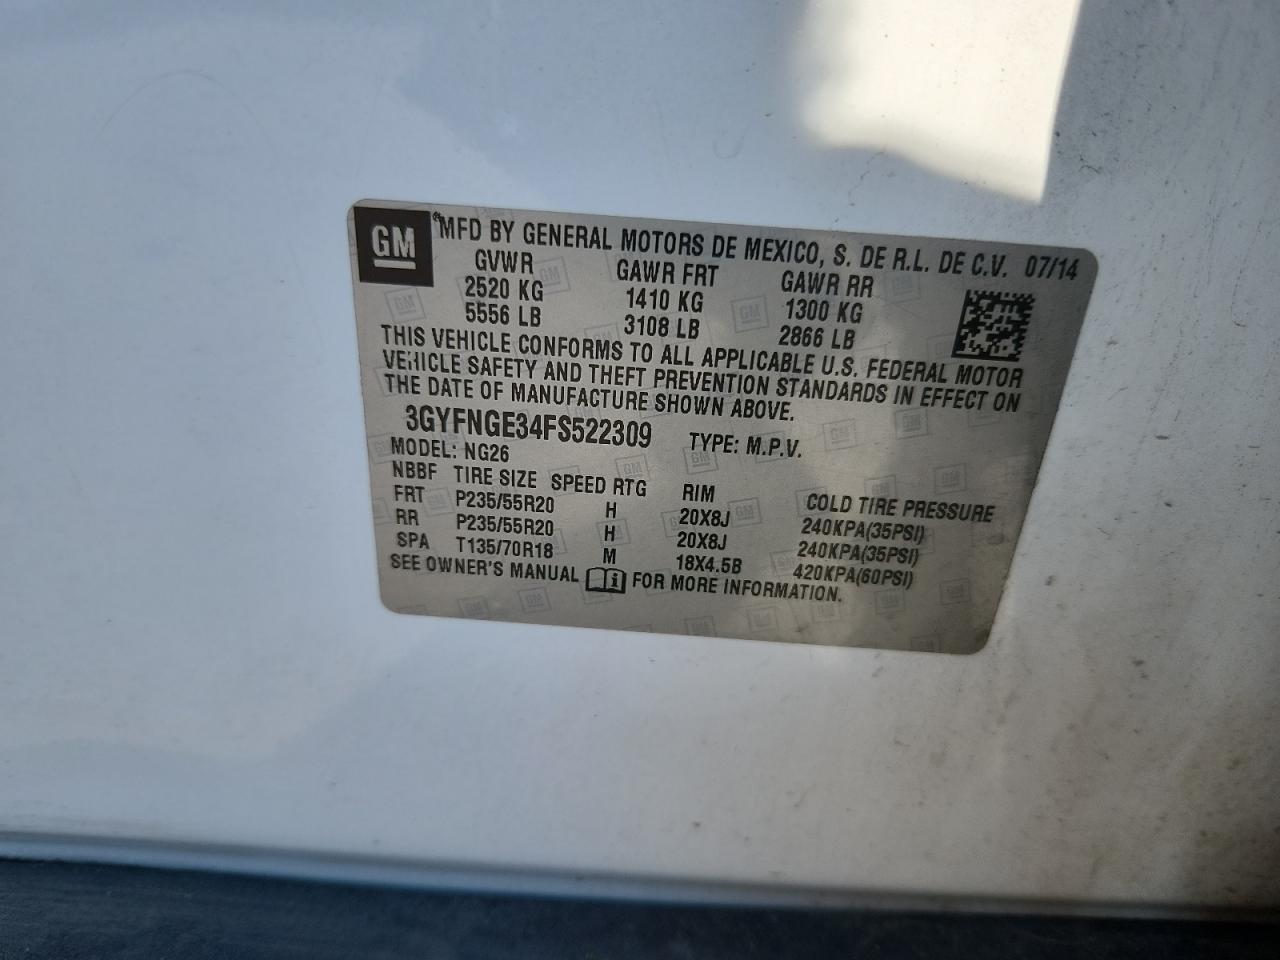 GM
®MFD BY GENERAL MOTORS DE MEXICO, S. DE R.L. DE C.V. 07/14
GVWR GAWR FRT GAWR RR
2520 KG 1410 KG 1300 KG
5556 LB 3108 LB 2866 LB
THIS VEHICLE CONFORMS TO ALL APPLICABLE U.S. FEDERAL MOTOR
VEHICLE SAFETY AND THEFT PREVENTION STANDARDS IN EFFECT ON
THE DATE OF MANUFACTURE SHOWN ABOVE.
3GYFNGE34FS522309 TYPE: M.P.V.
MODEL: NG26
NBBF TIRE SIZE SPEED RTG RIM COLD TIRE PRESSURE
FRT P235/55R20 H 20X8J 240KPA(35PSI)
RR P235/55R20 H 20X8J 240KPA(35PSI)
SPA T135/70R18 M 18X4.5B 420KPA(60PSI)
SEE OWNER'S MANUAL i FOR MORE INFORMATION.